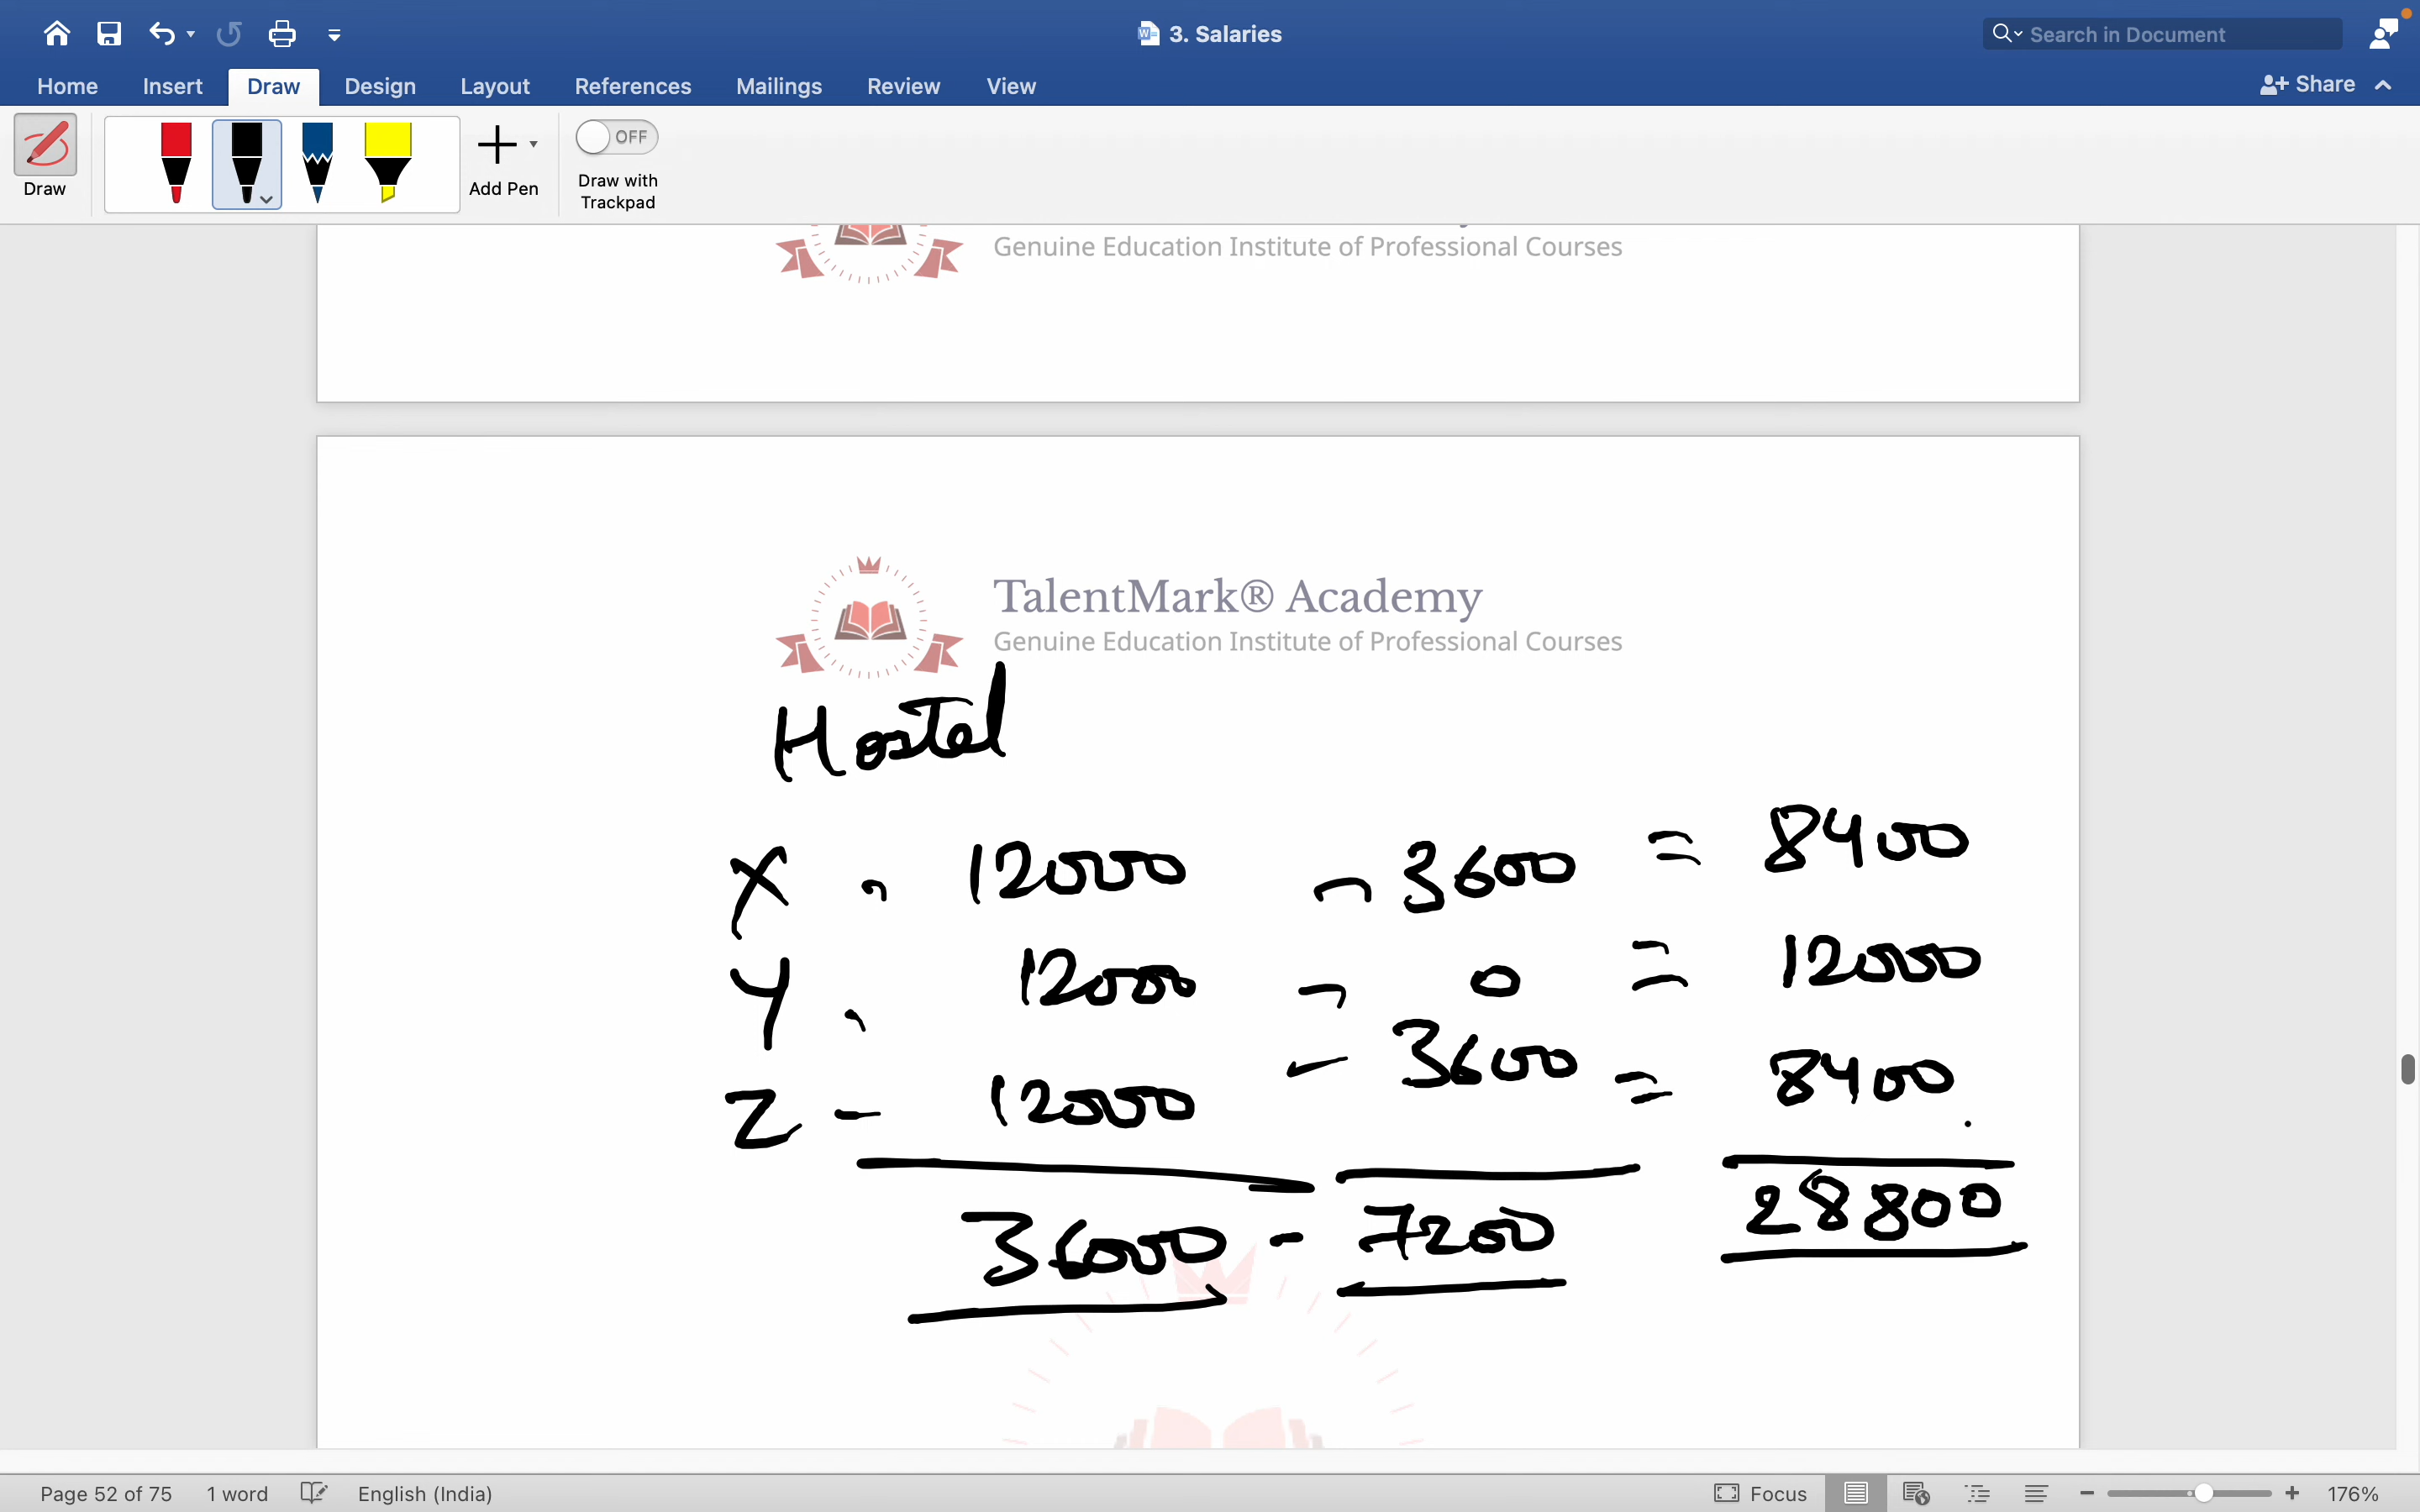 3. Salaries
Search in Document
Home Insert Draw Design Layout References Mailings Review View
Share
Draw
Add Pen
OFF
Draw with
Trackpad
Genuine Education Institute of Professional Courses
TalentMark® Academy
Genuine Education Institute of Professional Courses
Hostel
X - 12000 - 3600 = 8400
Y - 12000 - 0 = 12000
Z - 12000 - 3600 = 8400
36000 - 7200 28800
Page 52 of 75 1 word English (India) Focus 176%